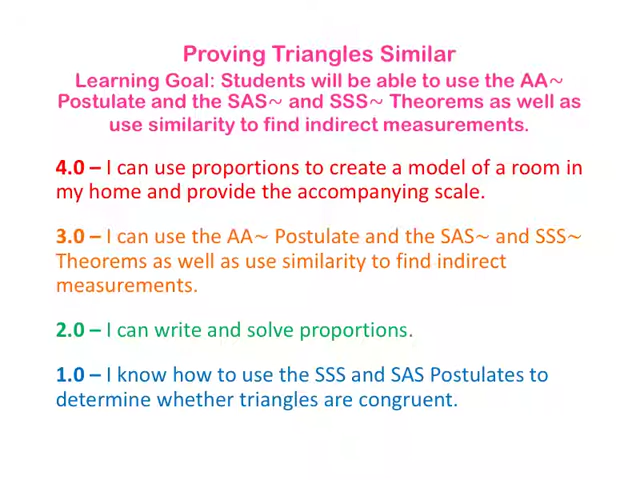 Proving Triangles Similar
Learning Goal: Students will be able to use the AA~
Postulate and the SAS~ and SSS~ Theorems as well as
use similarity to find indirect measurements.
4.0 – I can use proportions to create a model of a room in
my home and provide the accompanying scale.
3.0 – I can use the AA~ Postulate and the SAS~ and SSS~
Theorems as well as use similarity to find indirect
measurements.
2.0 – I can write and solve proportions.
1.0 – I know how to use the SSS and SAS Postulates to
determine whether triangles are congruent.